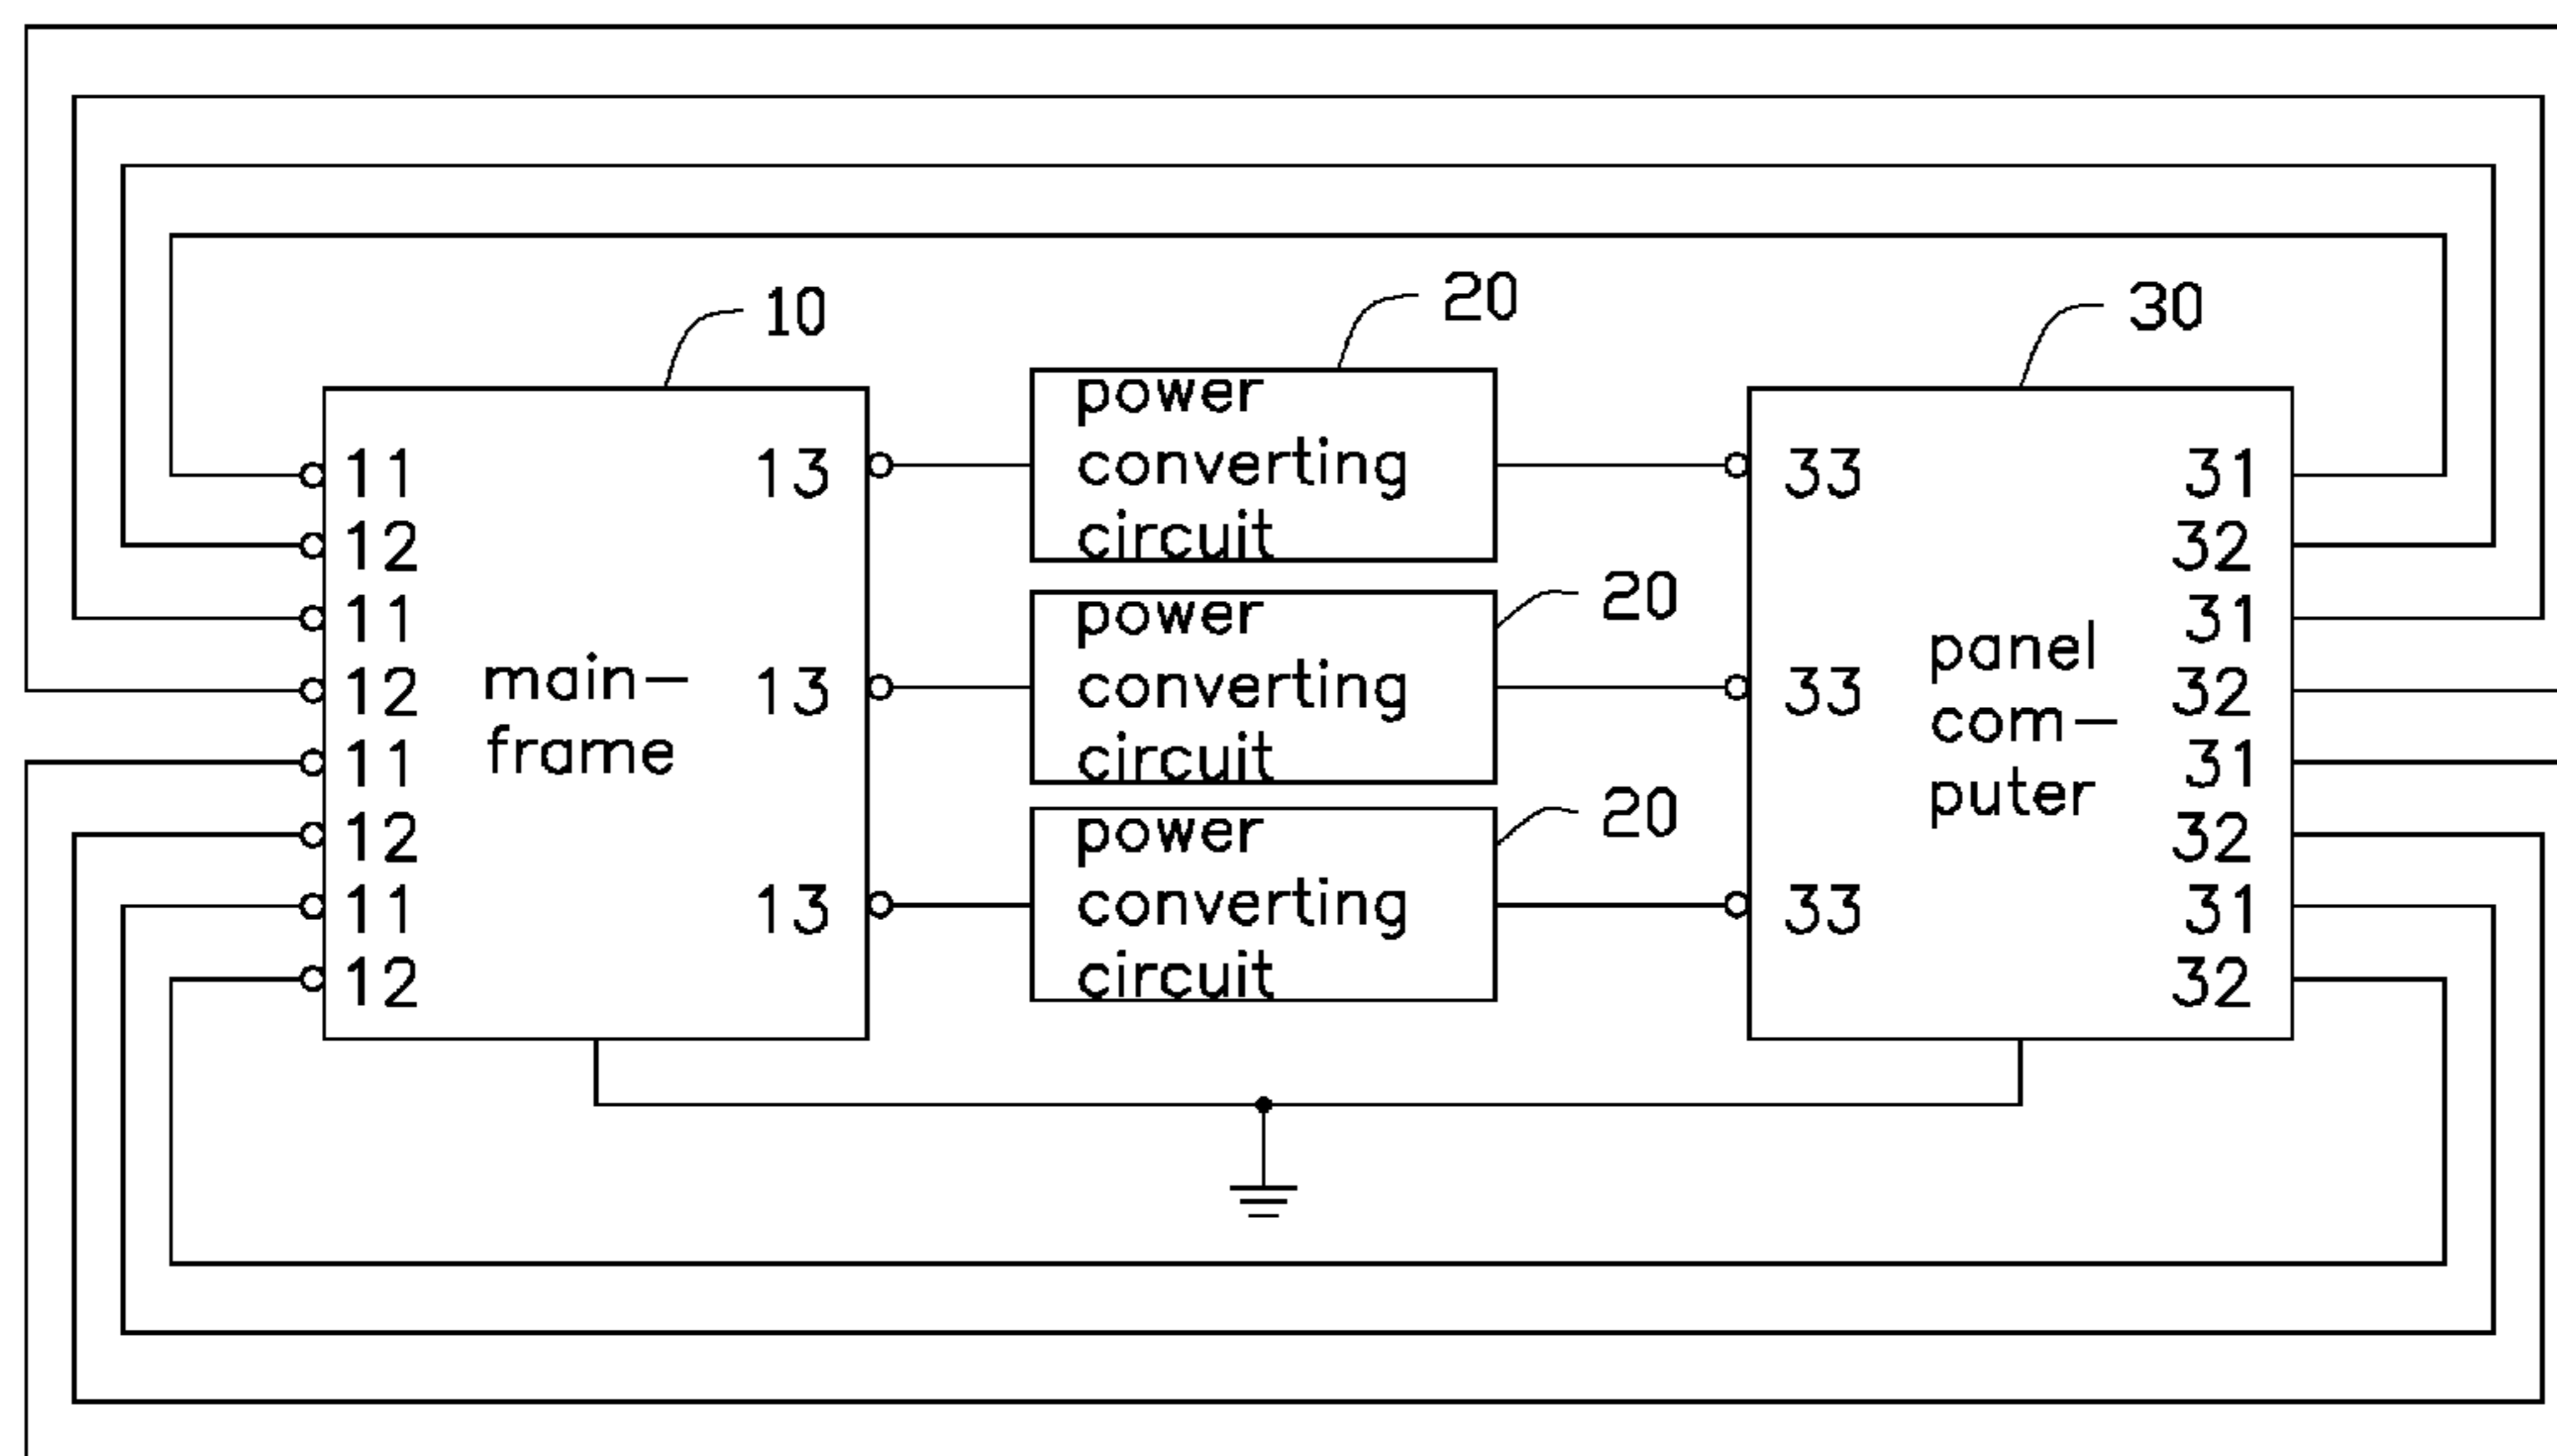 10
20
30
11
12
11
12
11
12
11
12
main-
frame
13
13
13
power
converting
circuit
20
power
converting
circuit
20
power
converting
circuit
33
33
33
panel
com-
puter
31
32
31
32
31
32
31
32